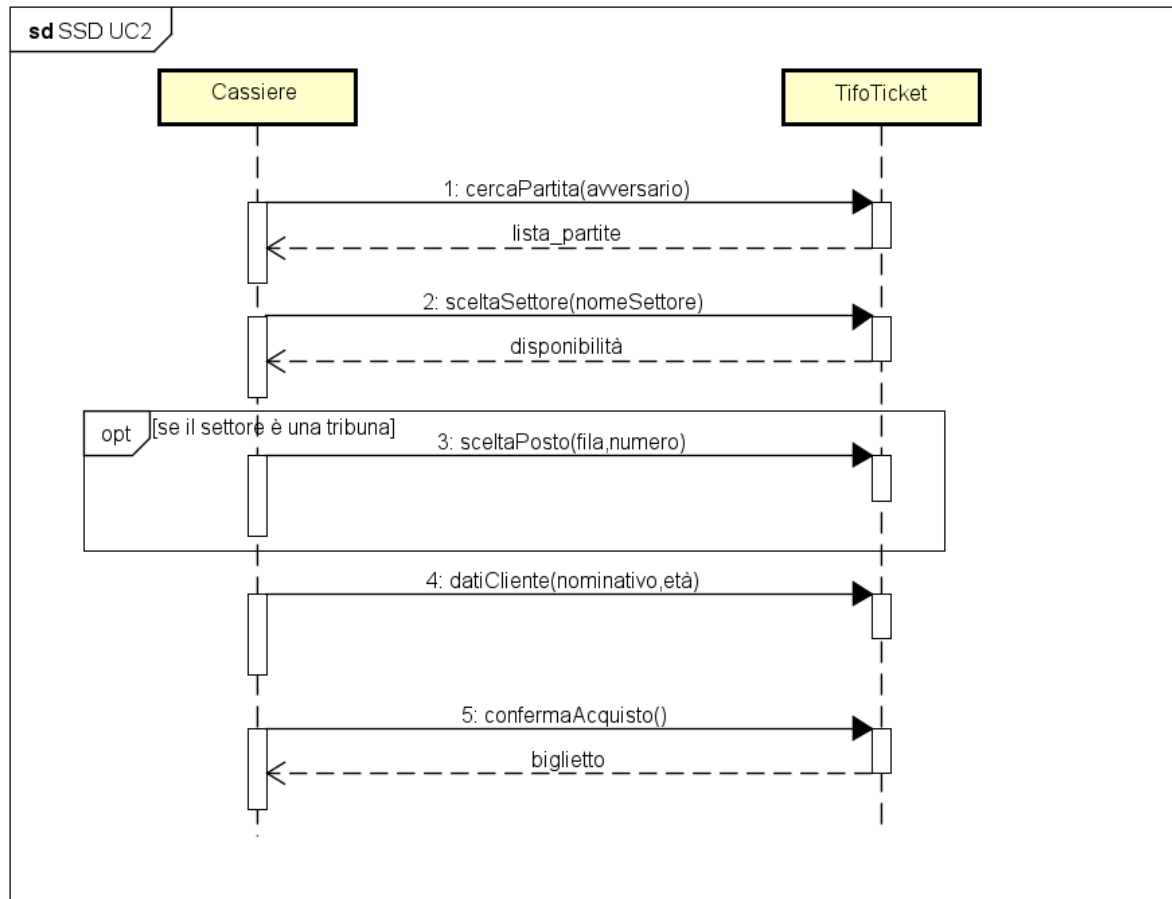 sd SSD UC2
Cassiere
TifoTicket
1: cercaPartita(avversario)
lista_partite
2: sceltaSettore(nomeSettore)
disponibilità
opt
[se il settore è una tribuna]
3: sceltaPosto(fila,numero)
4: datiCliente(nominativo,età)
5: confermaAcquisto()
biglietto